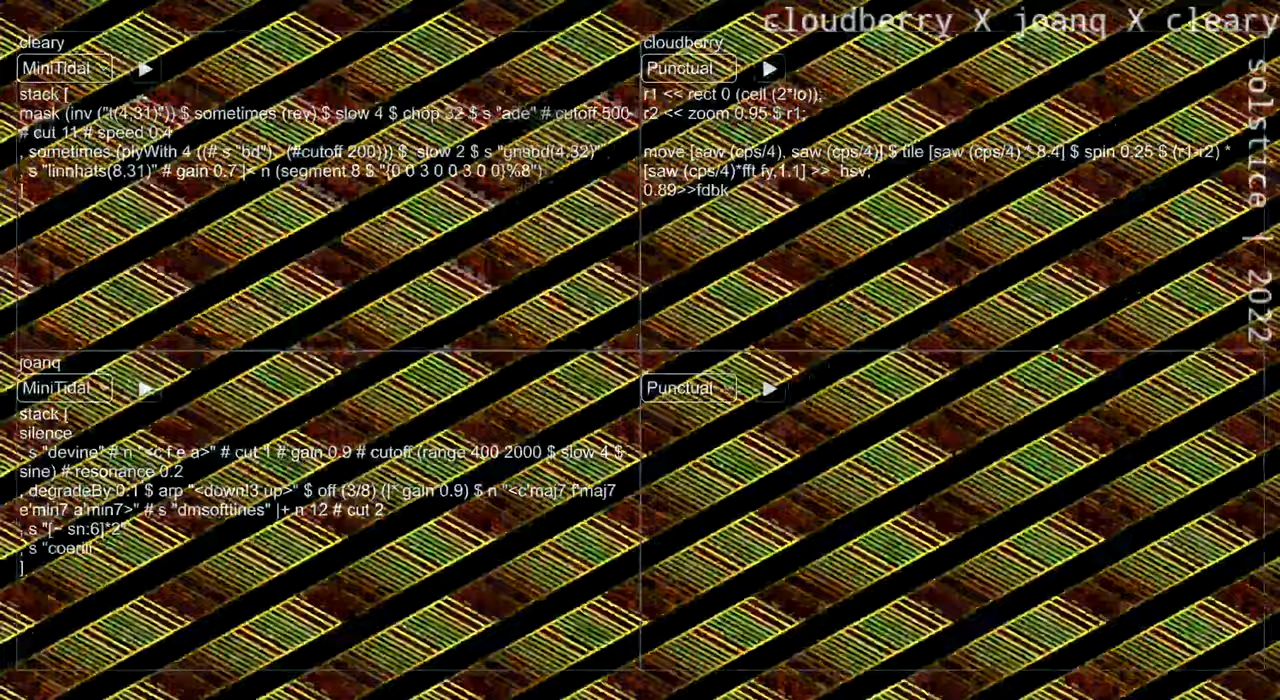 cloudberry X joanq X cleary
solstice | 2022
cleary
MiniTidal
stack [
mask (inv ("t(4,31)")) $ sometimes (rev) $ slow 4 $ chop 32 $ s "ade" # cutoff 500
# cut 11 # speed 0.4
, sometimes (plyWith 4 ((# s "bd") . (#cutoff 200))) $ slow 2 $ s "gnsbd(4,32)"
, s "linnhats(8,31)" # gain 0.7 ]< n (segment 8 $ "{0 0 3 0 0 3 0 0}%8")
]
cloudberry
Punctual
r1 << rect 0 (cell (2*lo));
r2 << zoom 0.95 $ r1;
move [saw (cps/4), saw (cps/4)] $ tile [saw (cps/4) * 8.4] $ spin 0.25 $ (r1-r2) *
[saw (cps/4)*fft fy,1.1] >> hsv;
0.89>>fdbk
joanq
MiniTidal
stack [
silence
, s "devine" # n "<c f e a>" # cut 1 # gain 0.9 # cutoff (range 400 2000 $ slow 4 $
sine) # resonance 0.2
, degradeBy 0.1 $ arp "<down!3 up>" $ off (3/8) (|* gain 0.9) $ n "<c'maj7 f'maj7
e'min7 a'min7>" # s "dmsofttines" |+ n 12 # cut 2
, s "[~ sn:6]*2"
, s
]
Punctual